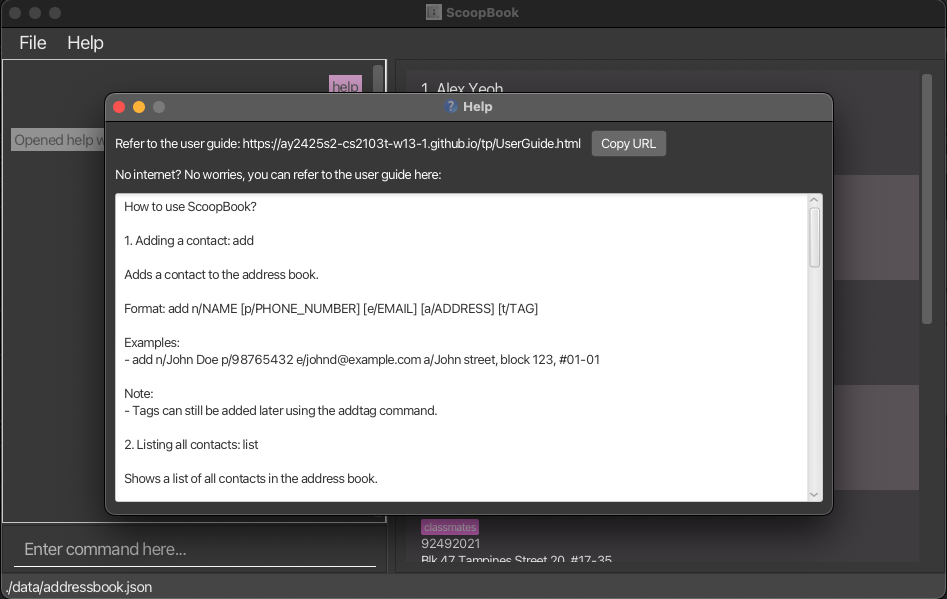 ScoopBook
File Help
help
Opened help w
1. Alex Yeoh
Help
Refer to the user guide: https://ay2425s2-cs2103t-w13-1.github.io/tp/UserGuide.html Copy URL
No internet? No worries, you can refer to the user guide here:
How to use ScoopBook?
1. Adding a contact: add
Adds a contact to the address book.
Format: add n/NAME [p/PHONE_NUMBER] [e/EMAIL] [a/ADDRESS] [t/TAG]
Examples:
- add n/John Doe p/98765432 e/johnd@example.com a/John street, block 123, #01-01
Note:
- Tags can still be added later using the addtag command.
2. Listing all contacts: list
Shows a list of all contacts in the address book.
classmates
92492021
Blk 47 Tampines Street 20, #17-35
Enter command here...
./data/addressbook.json